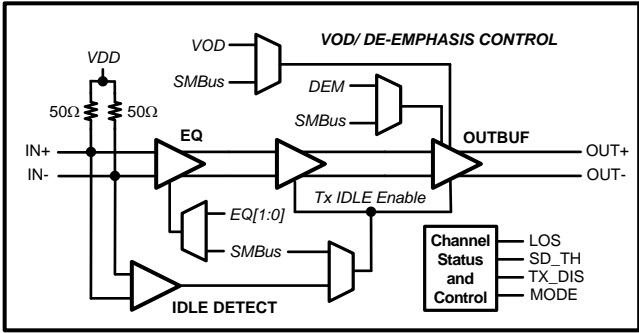 VOD/ DE-EMPHASIS CONTROL
VOD
VDD
SMBus
DEM
50Ω 50Ω
SMBus
EQ
OUTBUF
IN+
OUT+
IN-
OUT-
Tx IDLE Enable
EQ[1:0]
SMBus
IDLE DETECT
Channel
Status
and
Control
LOS
SD_TH
TX_DIS
MODE